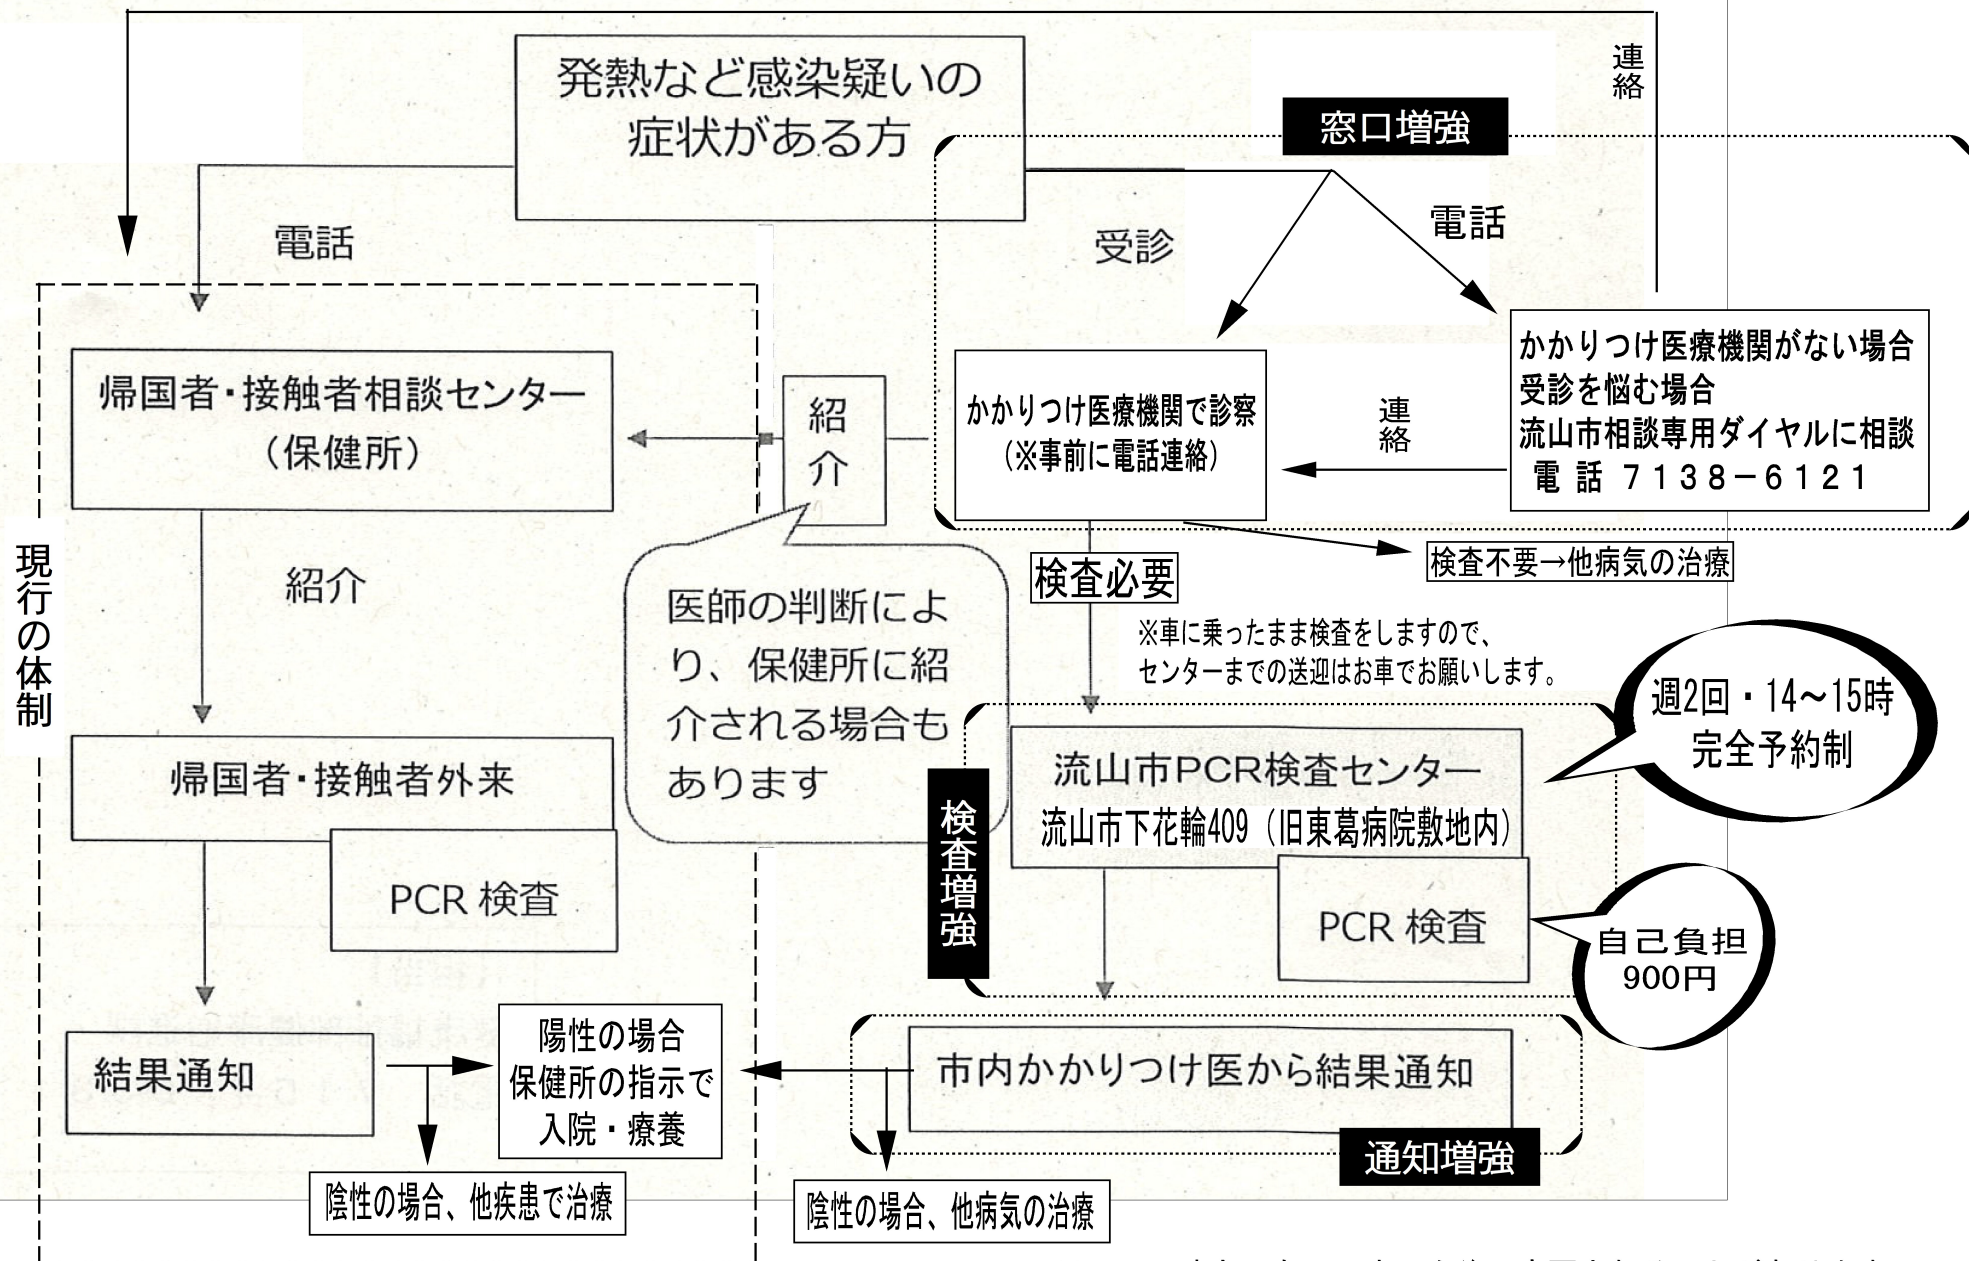 発熱など感染疑いの
症状がある方
連絡
窓口増強
電話
受診
電話
帰国者・接触者相談センター
（保健所）
紹介
かかりつけ医療機関で診察
（※事前に電話連絡）
連絡
かかりつけ医療機関がない場合
受診を悩む場合
流山市相談専用ダイヤルに相談
電話 7138－6121
現行の体制
紹介
医師の判断によ
り、保健所に紹
介される場合も
あります
検査必要
検査不要→他病気の治療
※車に乗ったまま検査をしますので、
センターまでの送迎はお車でお願いします。
週2回・14～15時
完全予約制
帰国者・接触者外来
PCR 検査
検査増強
流山市PCR検査センター
流山市下花輪409（旧東葛病院敷地内）
PCR 検査
自己負担
900円
結果通知
陽性の場合
保健所の指示で
入院・療養
市内かかりつけ医から結果通知
通知増強
陰性の場合、他疾患で治療
陰性の場合、他病気の治療